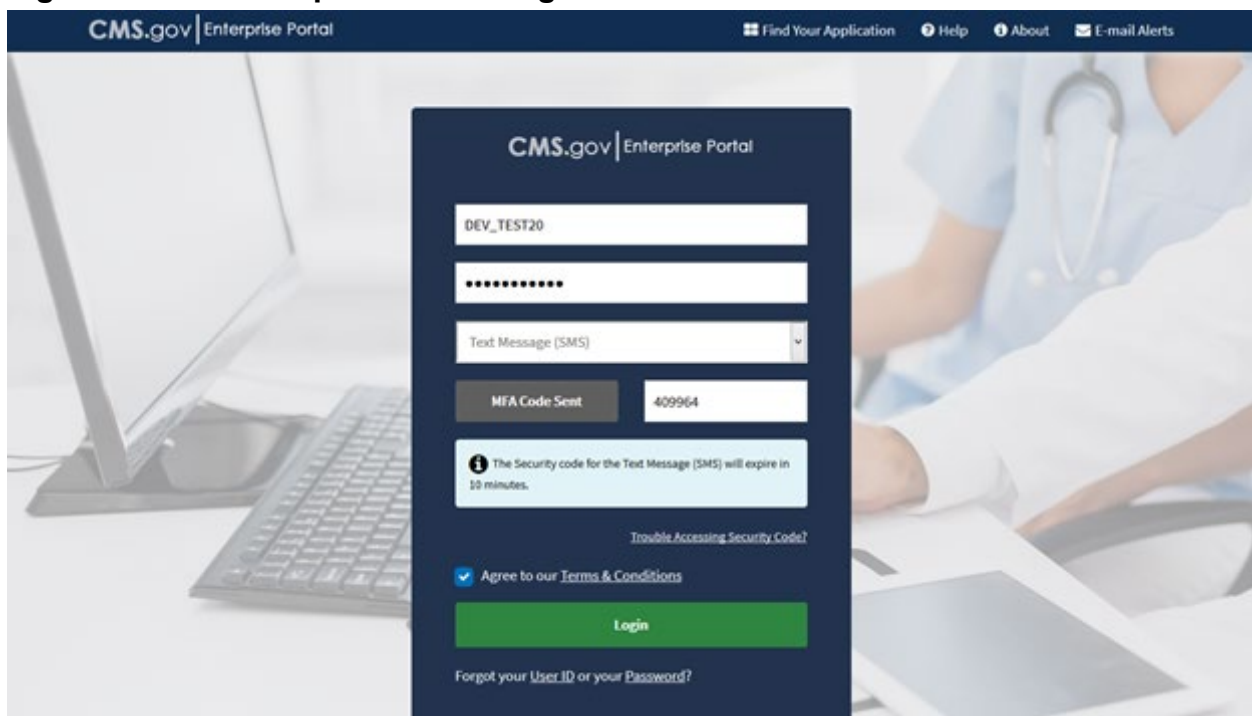 CMS.gov Enterprise Portal Find Your Application Help About E-mail Alerts
CMS.gov Enterprise Portal
DEV_TEST20
Text Message (SMS)
MFA Code Sent 409964
The Security code for the Text Message (SMS) will expire in
10 minutes.
Trouble Accessing Security Code?
Agree to our Terms & Conditions
Login
Forgot your User ID or your Password?